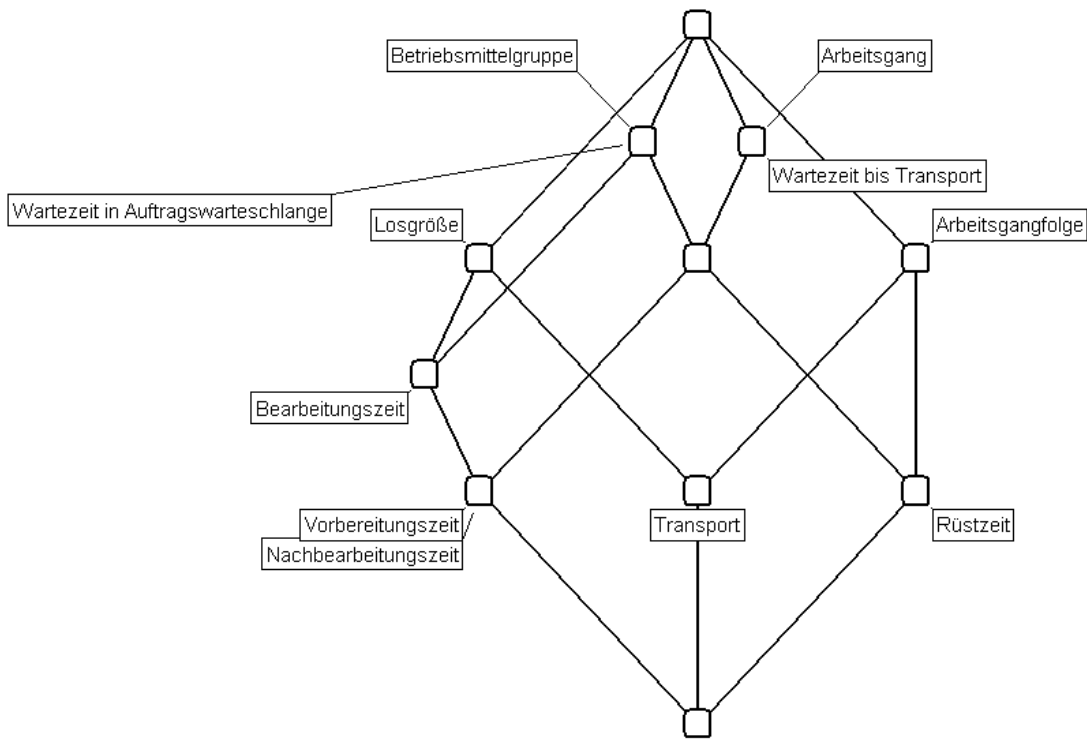 Betriebsmittelgruppe
Arbeitsgang
Wartezeit bis Transport
Wartezeit in Auftragswarteschlange
Losgröße
Arbeitsgangfolge
Bearbeitungszeit
Vorbereitungszeit
Transport
Rüstzeit
Nachbearbeitungszeit